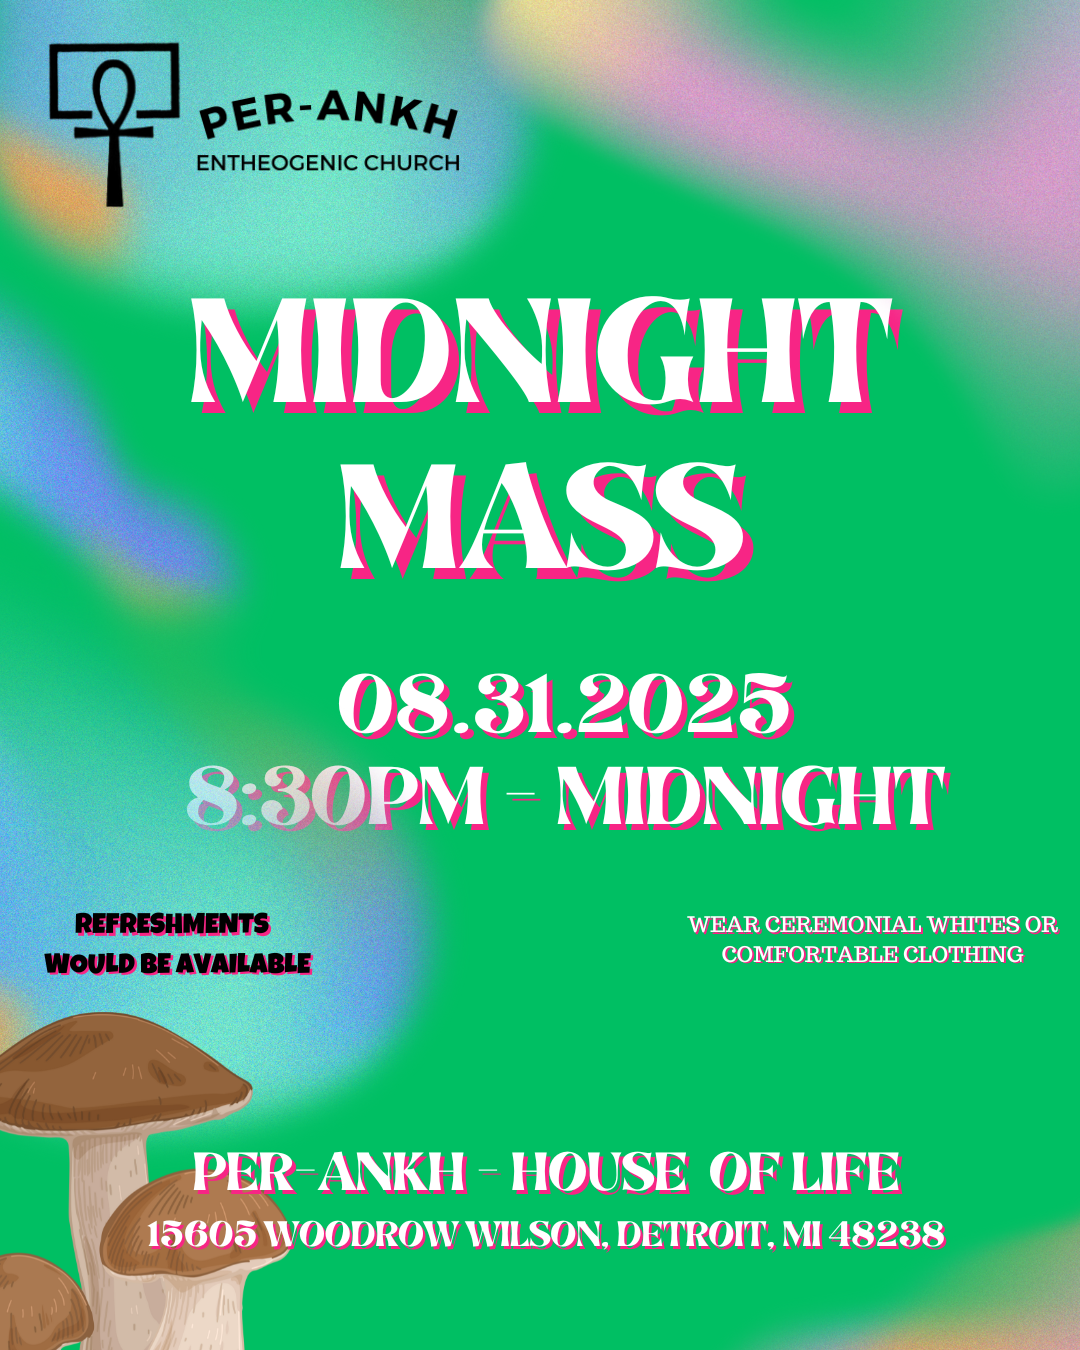 PER-ANKH
ENTHEOGENIC CHURCH
MIDNIGHT
MASS
08.31.2025
8:30PM - MIDNIGHT
REFRESHMENTS
WOULD BE AVAILABLE
WEAR CEREMONIAL WHITES OR
COMFORTABLE CLOTHING
PER-ANKH - HOUSE OF LIFE
15605 WOODROW WILSON, DETROIT, MI 48238